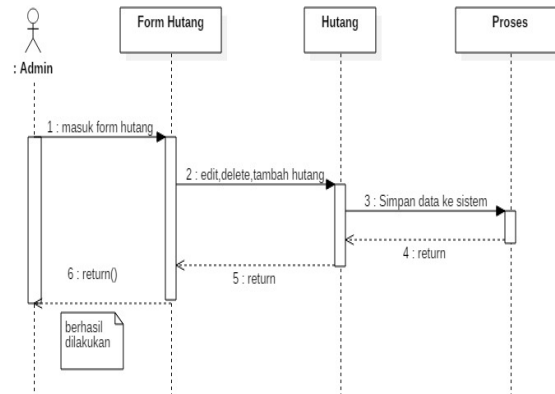 Form Hutang
Hutang
Proses
: Admin
1 : masuk form hutang
2 : edit,delete,tambah hutang
3 : Simpan data ke sistem
4 : return
5 : return
6 : return()
berhasil
dilakukan